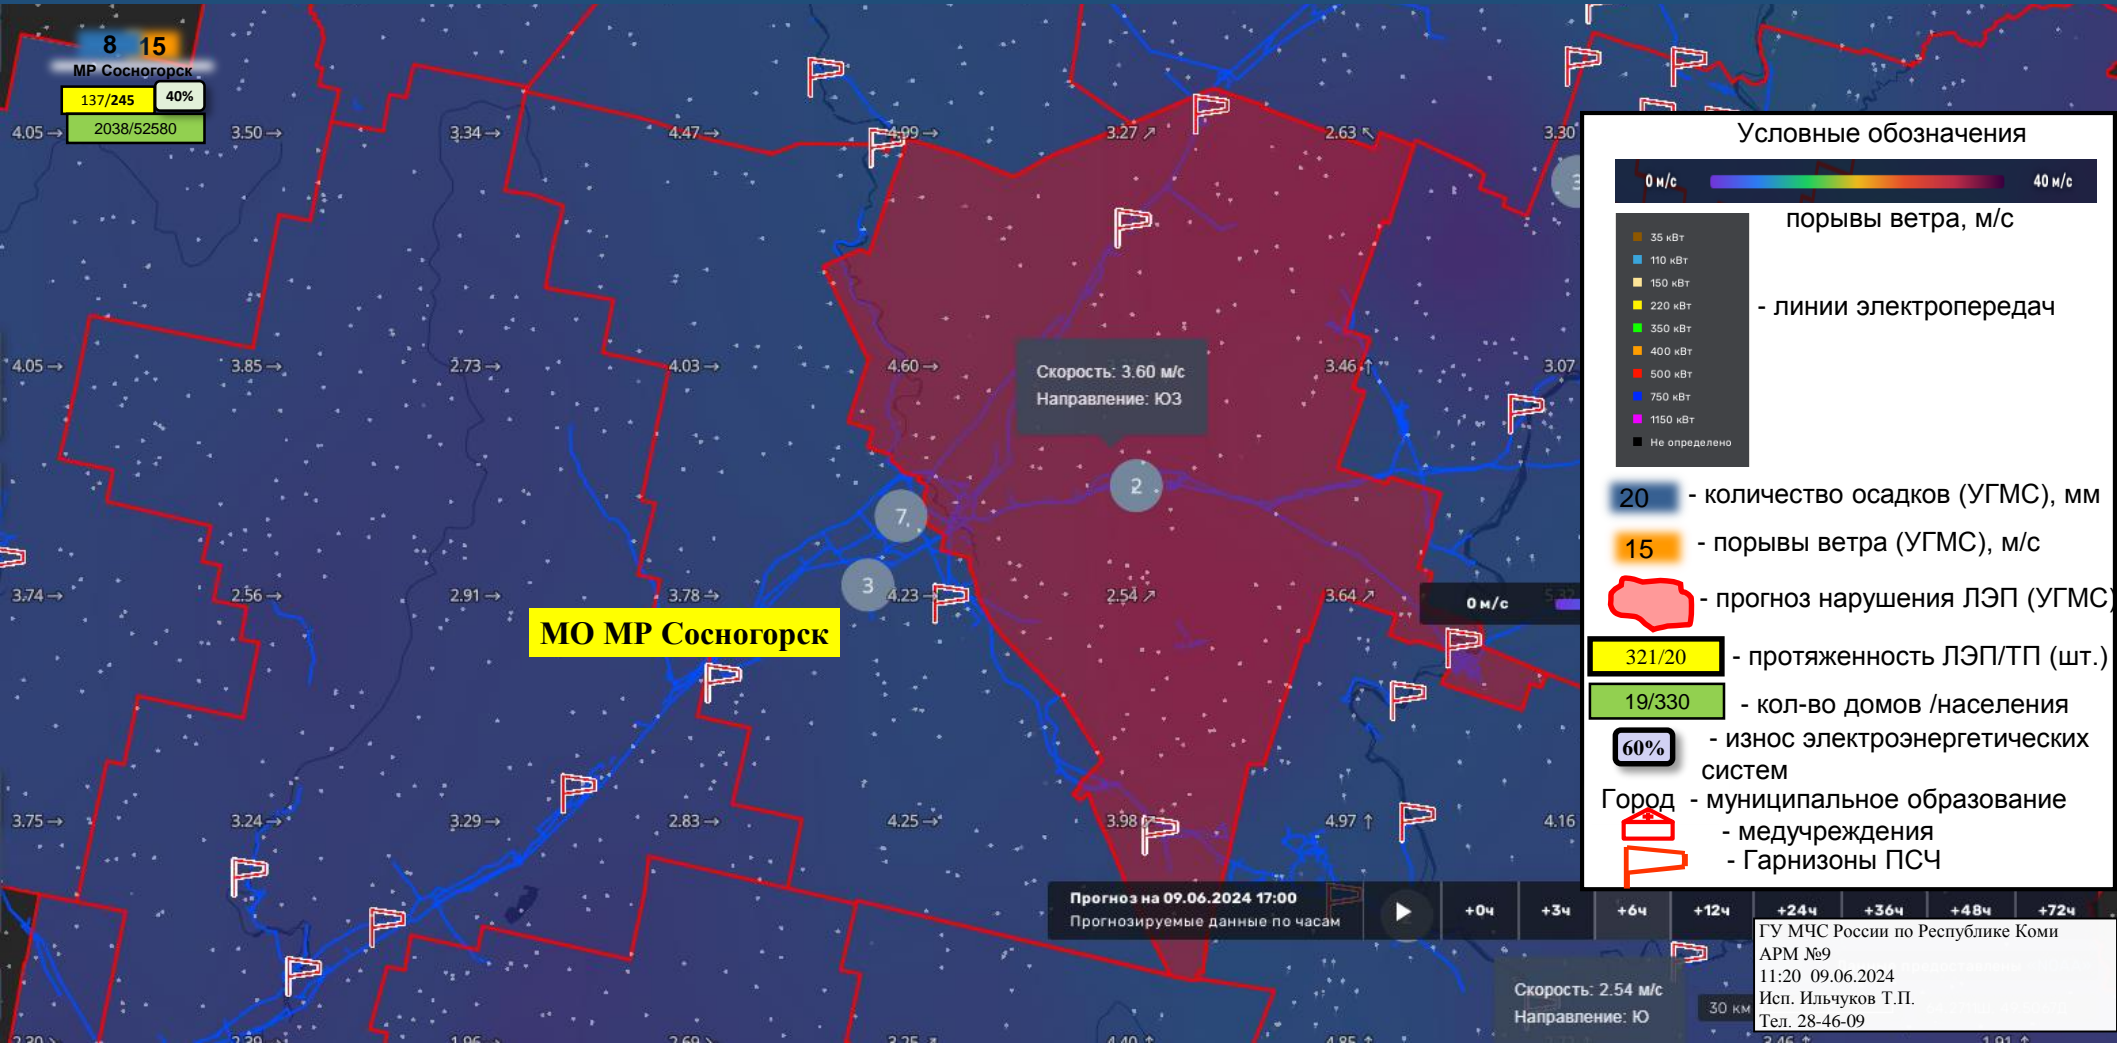 8 15
МР Сосногорск
137/245 40%
2038/52580
4.05→ 3.50→ 3.34→ 4.47→ 4.99→ 3.27↗ 2.63↖ 3.30
4.05→ 3.85→ 2.73→ 4.03→ 4.60→ 3.46↑ 3.07
Скорость: 3.60 м/с
Направление: ЮЗ
2
7
3
3
3.74→ 2.56→ 2.91→ 3.78→ 4.23→ 2.54↗ 3.64↗
0 м/с
МО МР Сосногорск
3.75→ 3.24→ 3.29→ 2.83→ 4.25→ 3.98 4.97↑ 4.16
Прогноз на 09.06.2024 17:00
Прогнозируемые данные по часам
+0ч +3ч +6ч +12ч +24ч +36ч +48ч +72ч
Скорость: 2.54 м/с
Направление: Ю
30 км
Условные обозначения
0 м/с 40 м/с
порывы ветра, м/с
35 кВт
110 кВт
150 кВт
220 кВт
350 кВт
400 кВт
500 кВт
750 кВт
1150 кВт
Не определено
- линии электропередач
20 - количество осадков (УГМС), мм
15 - порывы ветра (УГМС), м/с
- прогноз нарушения ЛЭП (УГМС)
321/20 - протяженность ЛЭП/ТП (шт.)
19/330 - кол-во домов /населения
60% - износ электроэнергетических
систем
Город - муниципальное образование
- медучреждения
- Гарнизоны ПСЧ
ГУ МЧС России по Республике Коми
АРМ №9
11:20 09.06.2024
Исп. Ильчуков Т.П.
Тел. 28-46-09